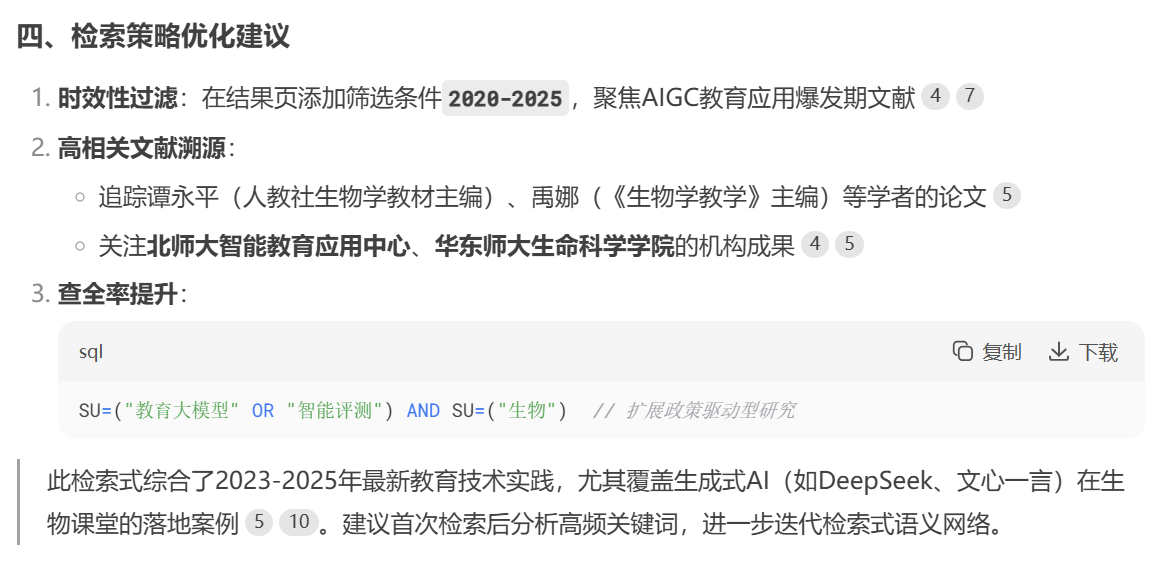 四、检索策略优化建议
1. 时效性过滤：在结果页添加筛选条件 2020-2025 ，聚焦AIGC教育应用爆发期文献 4 7
2. 高相关文献溯源：
◦ 追踪谭永平（人教社生物学教材主编）、禹娜（《生物学教学》主编）等学者的论文 5
◦ 关注北师大智能教育应用中心、华东师大生命科学学院的机构成果 4 5
3. 查全率提升：
sql 复制 下载
SU=("教育大模型" OR "智能评测") AND SU=("生物") // 扩展政策驱动型研究
此检索式综合了2023-2025年最新教育技术实践，尤其覆盖生成式AI（如DeepSeek、文心一言）在生
物课堂的落地案例 5 10 。建议首次检索后分析高频关键词，进一步迭代检索式语义网络。